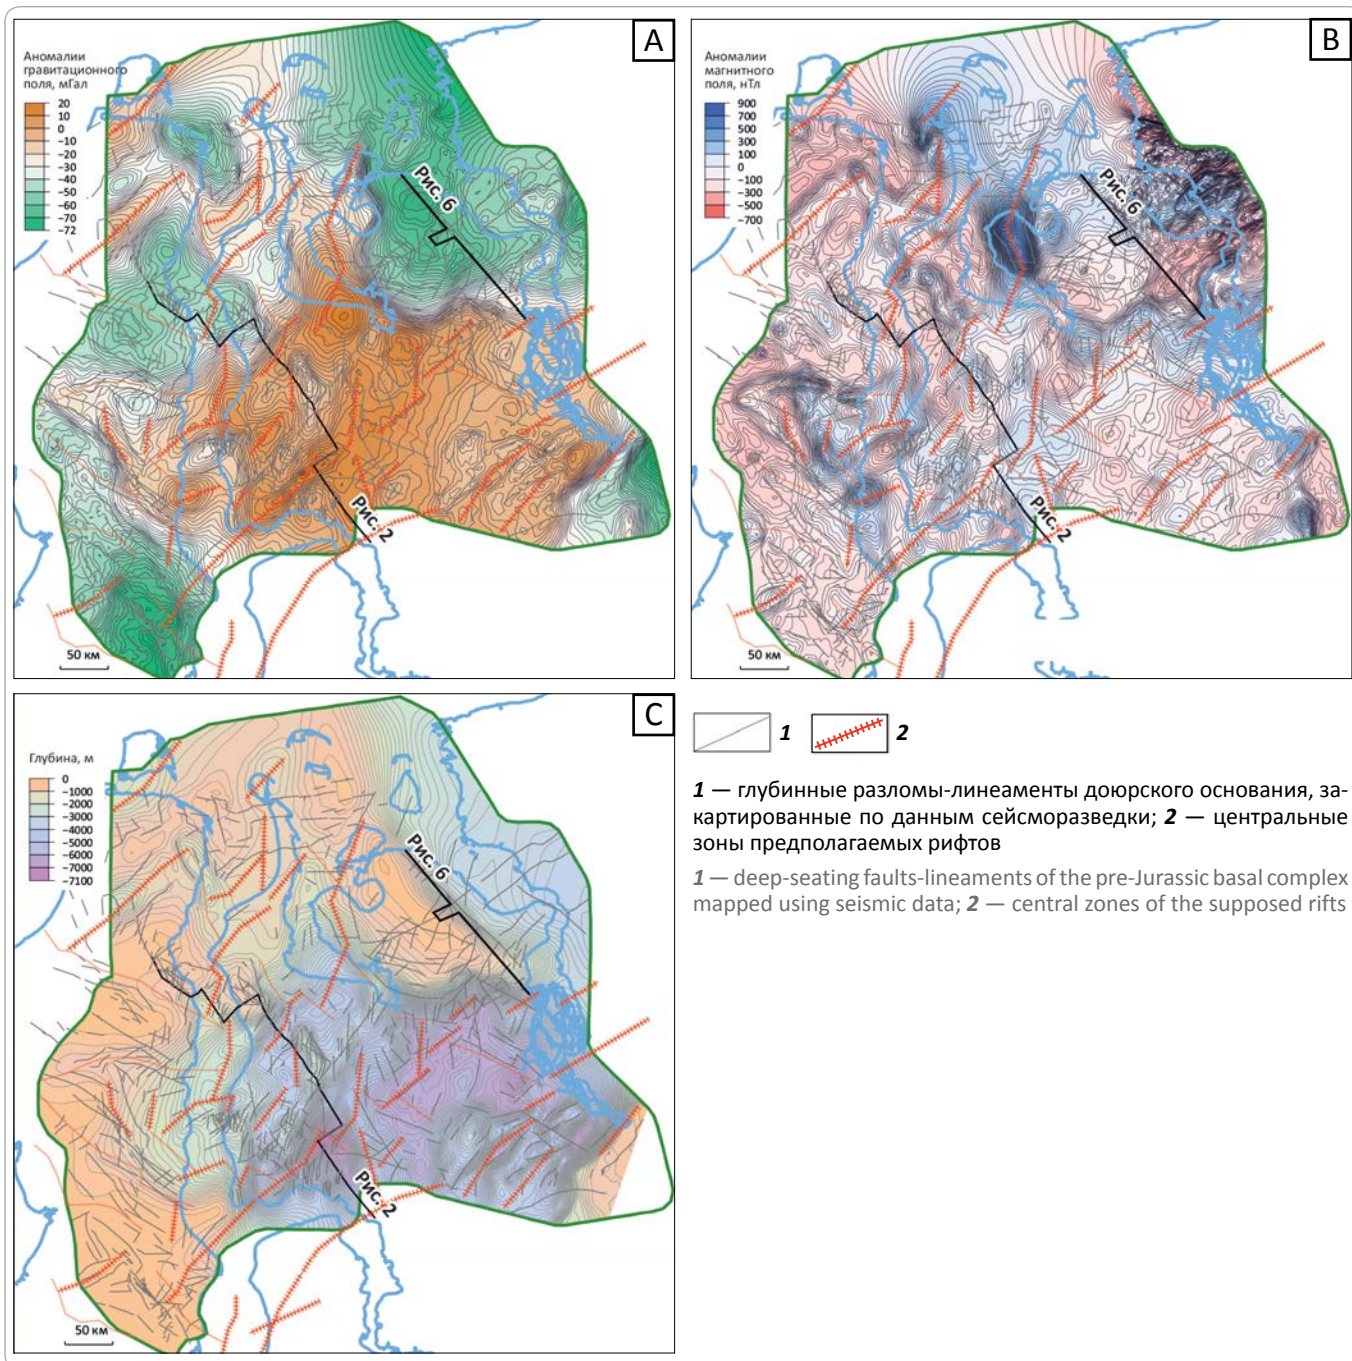 A
Аномалии
гравитационного
поля, мГал
20
10
0
−10
−20
−30
−40
−50
−60
−70
−72
Рис. 6
Рис. 2
50 км
B
Аномалии
магнитного
поля, нТл
900
700
500
300
100
0
−100
−300
−500
−700
Рис. 6
Рис. 2
50 км
C
Глубина, м
0
−1000
−2000
−3000
−4000
−5000
−6000
−7000
−7100
Рис. 6
Рис. 2
50 км
1 2
1 — глубинные разломы-линеаменты доюрского основания, за-
картированные по данным сейсморазведки; 2 — центральные
зоны предполагаемых рифтов
1 — deep-seating faults-lineaments of the pre-Jurassic basal complex
mapped using seismic data; 2 — central zones of the supposed rifts